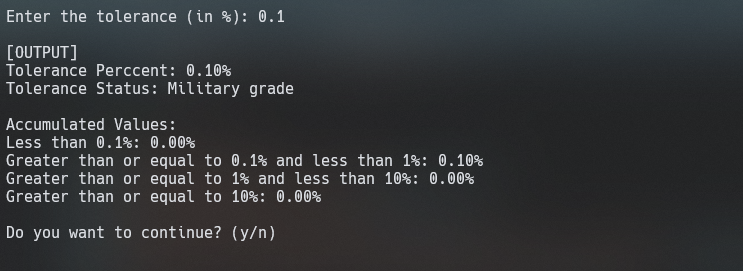 Enter the tolerance (in %): 0.1
[OUTPUT]
Tolerance Perccent: 0.10%
Tolerance Status: Military grade
Accumulated Values:
Less than 0.1%: 0.00%
Greater than or equal to 0.1% and less than 1%: 0.10%
Greater than or equal to 1% and less than 10%: 0.00%
Greater than or equal to 10%: 0.00%
Do you want to continue? (y/n)